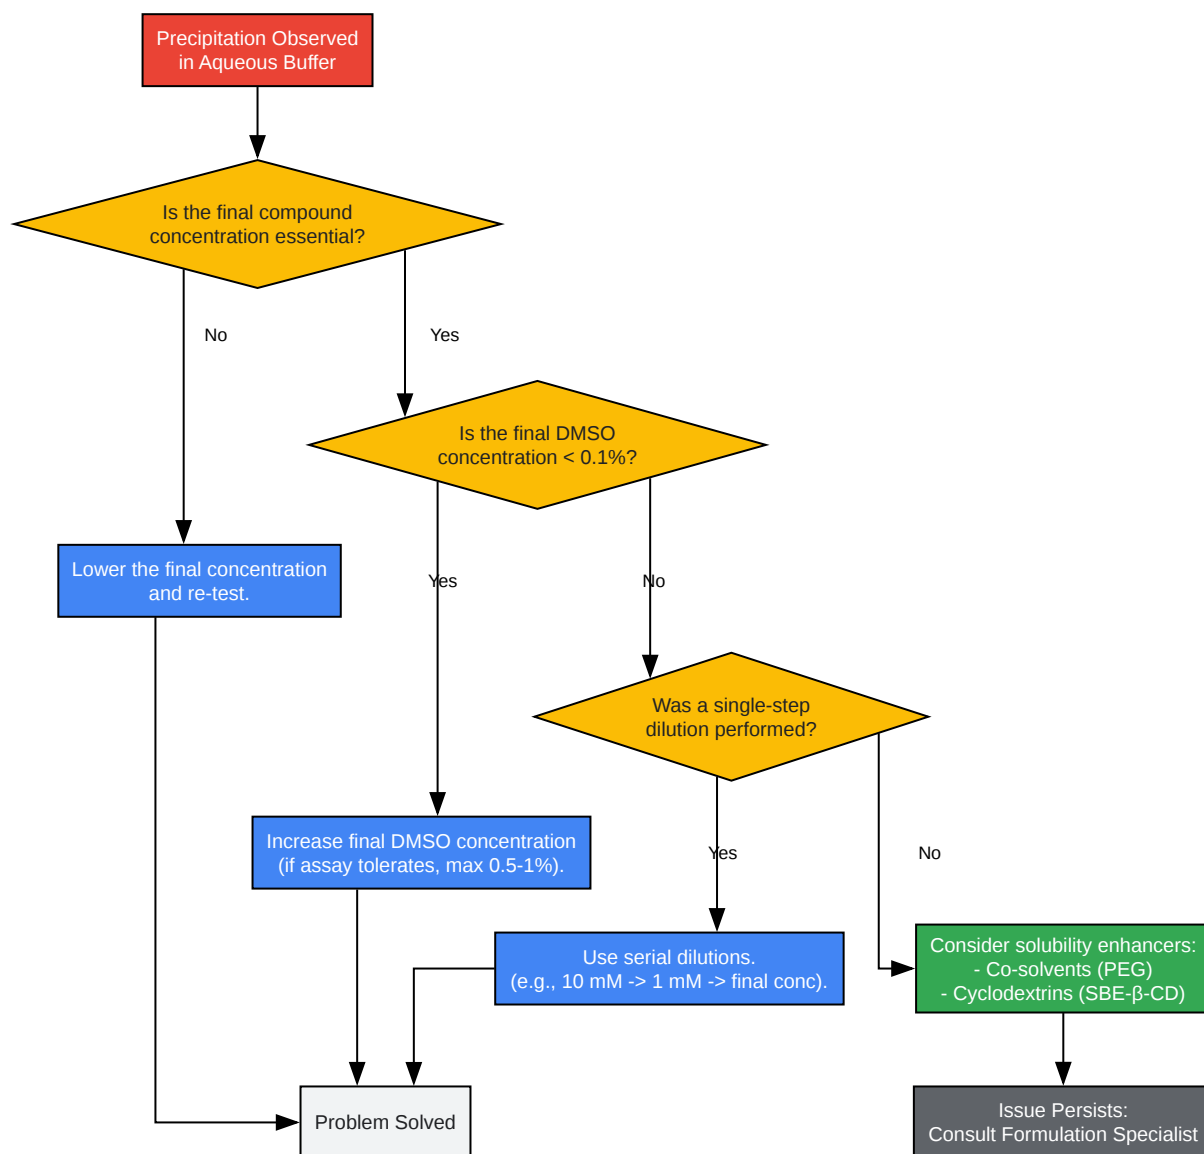 Precipitation Observed
in Aqueous Buffer
Is the final compound
concentration essential?
No
Yes
Is the final DMSO
concentration < 0.1%?
Lower the final concentration
and re-test.
Yes
No
Was a single-step
dilution performed?
Increase final DMSO concentration
(if assay tolerates, max 0.5-1%).
Yes
No
Use serial dilutions.
(e.g., 10 mM -> 1 mM -> final conc).
Consider solubility enhancers:
- Co-solvents (PEG)
- Cyclodextrins (SBE-β-CD)
Problem Solved
Issue Persists:
Consult Formulation Specialist